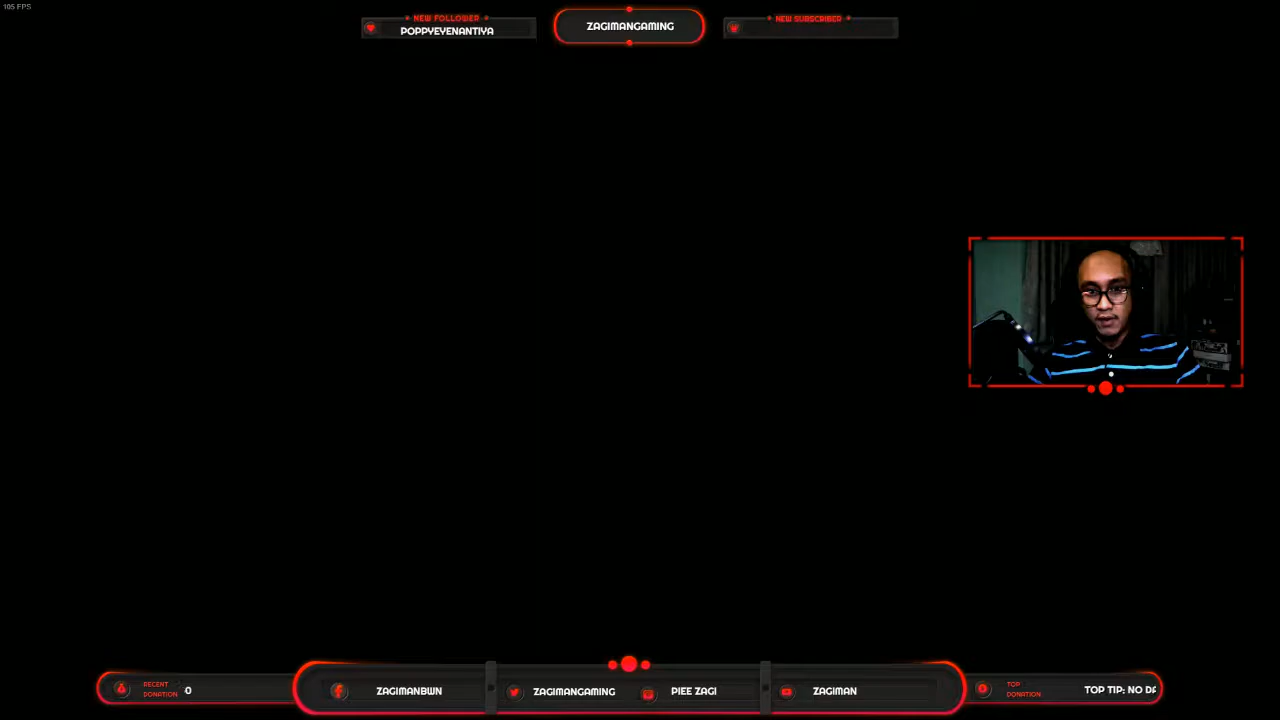 105 FPS
NEW FOLLOWER
POPPYEYENANTIYA
ZAGIMANGAMING
NEW SUBSCRIBER
RECENT
DONATION
0
ZAGIMANBWN
ZAGIMANGAMING
PIEE ZAGI
ZAGIMAN
TOP
DONATION
TOP TIP: NO DA